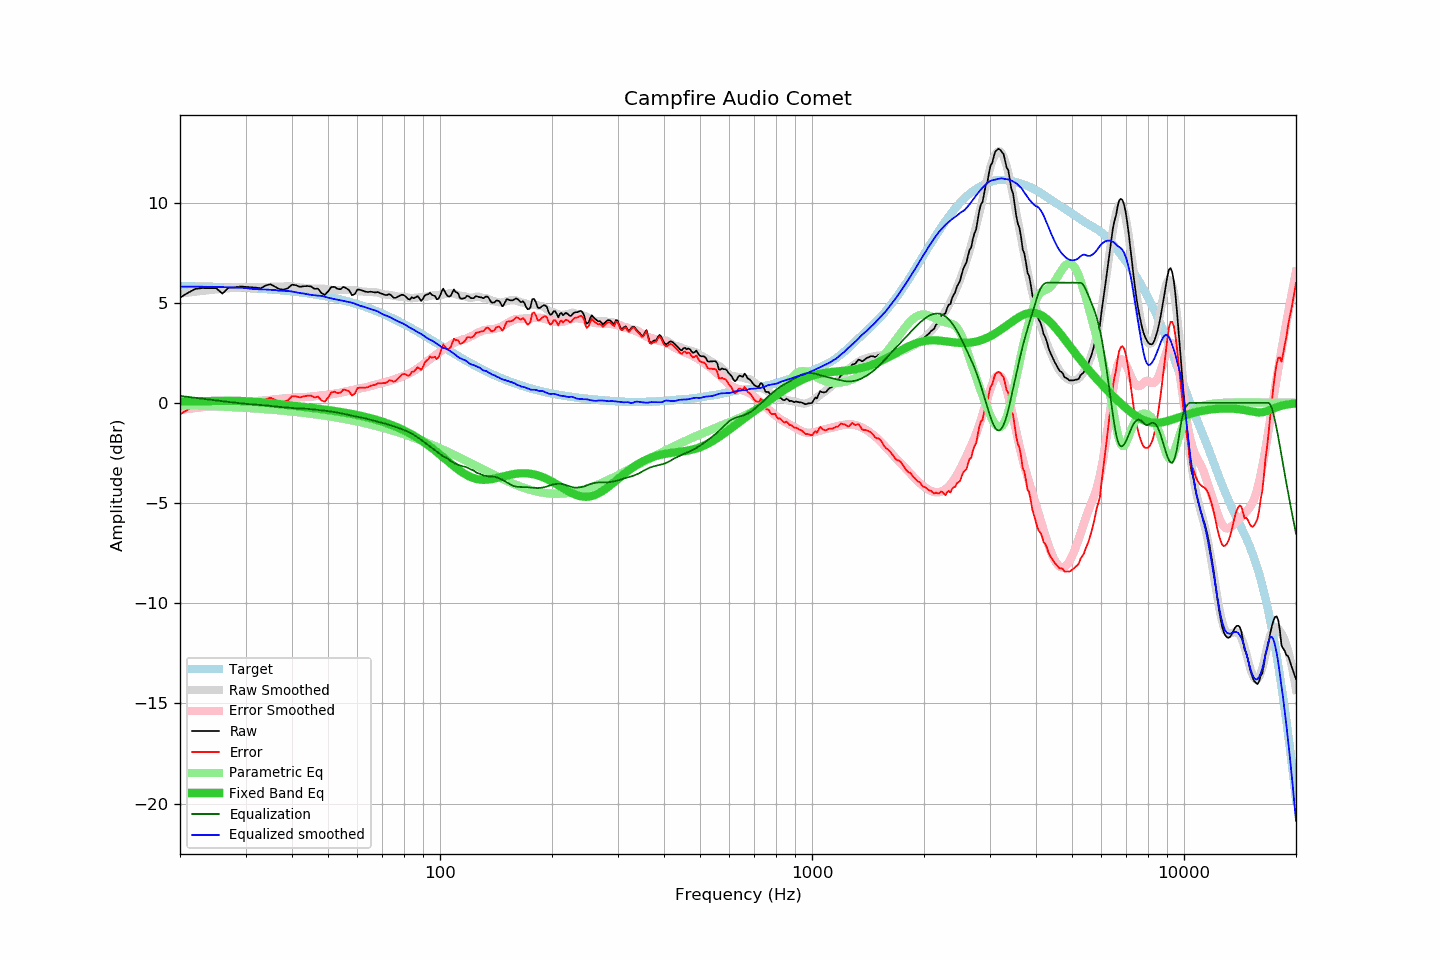 Campfire Audio Comet
10
5
0
−5
−10
−15
−20
Amplitude (dBr)
Target
Raw Smoothed
Error Smoothed
Raw
Error
Parametric Eq
Fixed Band Eq
Equalization
Equalized smoothed
100
1000
10000
Frequency (Hz)